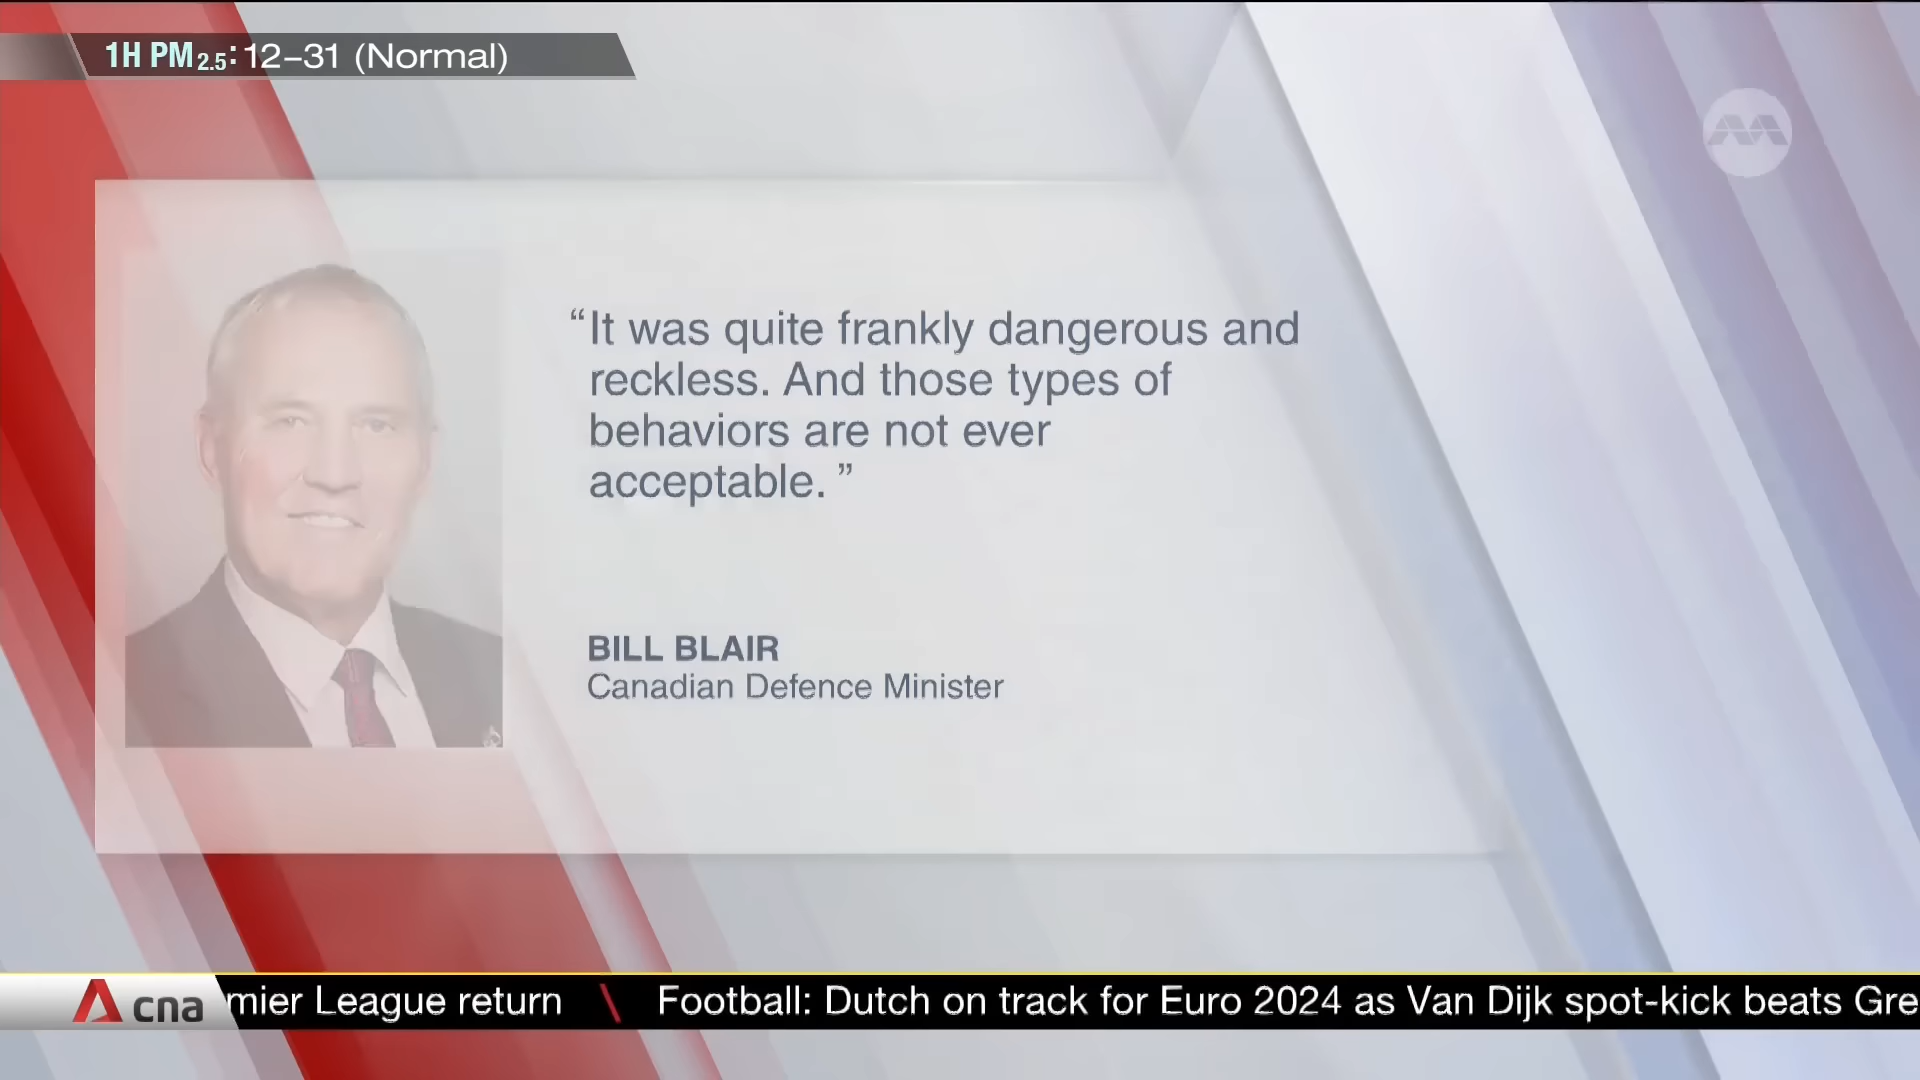 1H PM2.5: 12–31 (Normal)
“It was quite frankly dangerous and
reckless. And those types of
behaviors are not ever
acceptable. ”
BILL BLAIR
Canadian Defence Minister
cna
mier League return \ Football: Dutch on track for Euro 2024 as Van Dijk spot-kick beats Gre